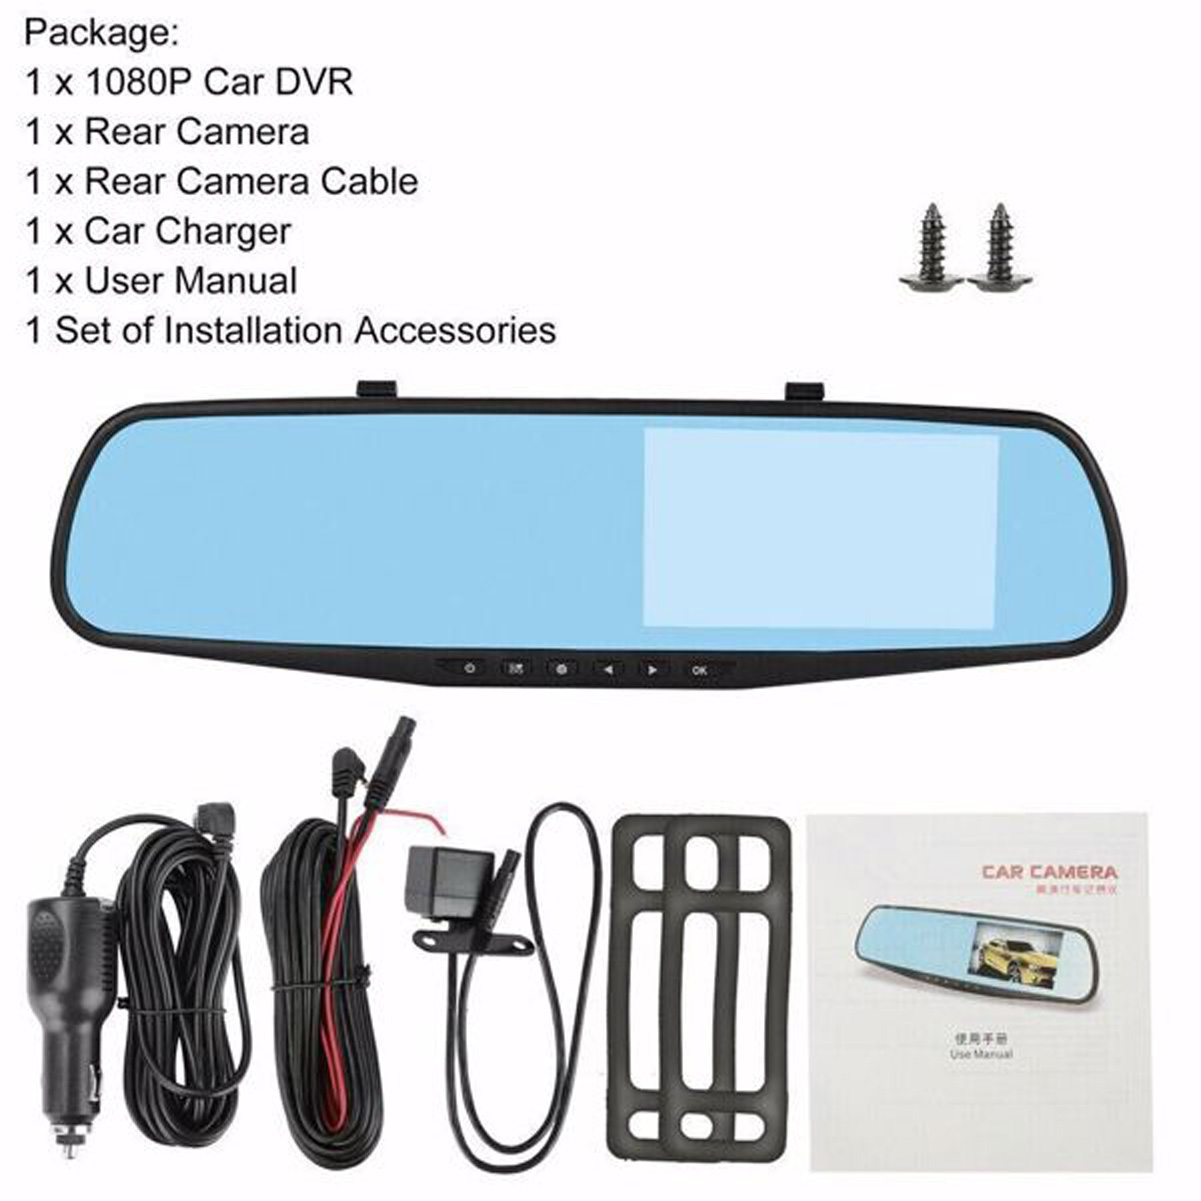 Package:
1 x 1080P Car DVR
1 x Rear Camera
1 x Rear Camera Cable
1 x Car Charger
1 x User Manual
1 Set of Installation Accessories
OK
CAR CAMERA
使用手册
Use Manual